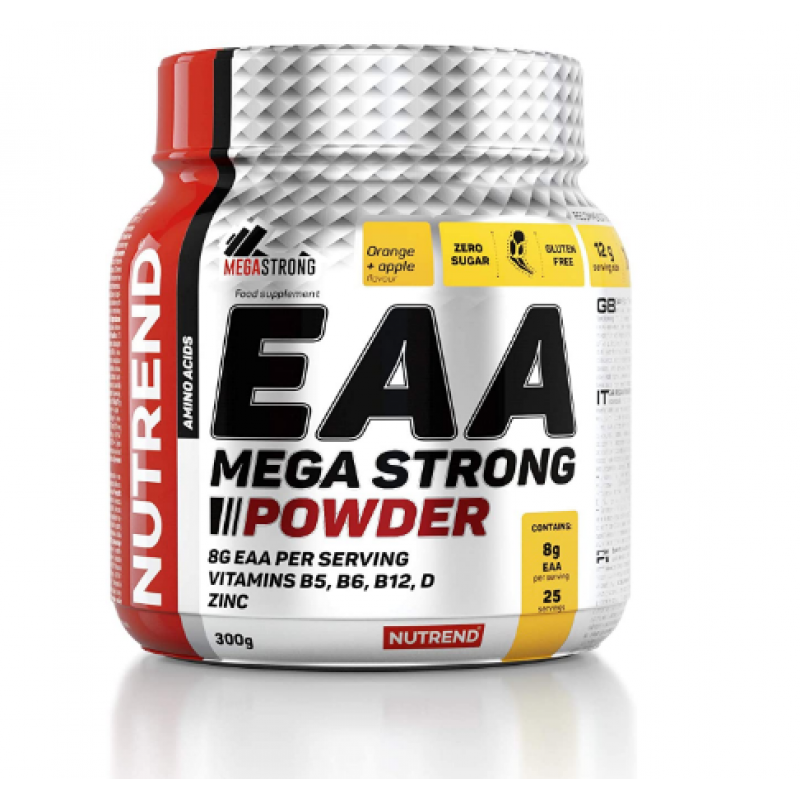 MEGASTRONG
Orange
+ apple
flavour
ZERO
SUGAR
GLUTEN
FREE
12 g
serving size
Food supplement
NUTREND
AMINO ACIDS
EAA
MEGA STRONG
POWDER
8G EAA PER SERVING
VITAMINS B5, B6, B12, D
ZINC
300g
NUTREND
CONTAINS:
8g
EAA
per serving
25
servings
GB
IT